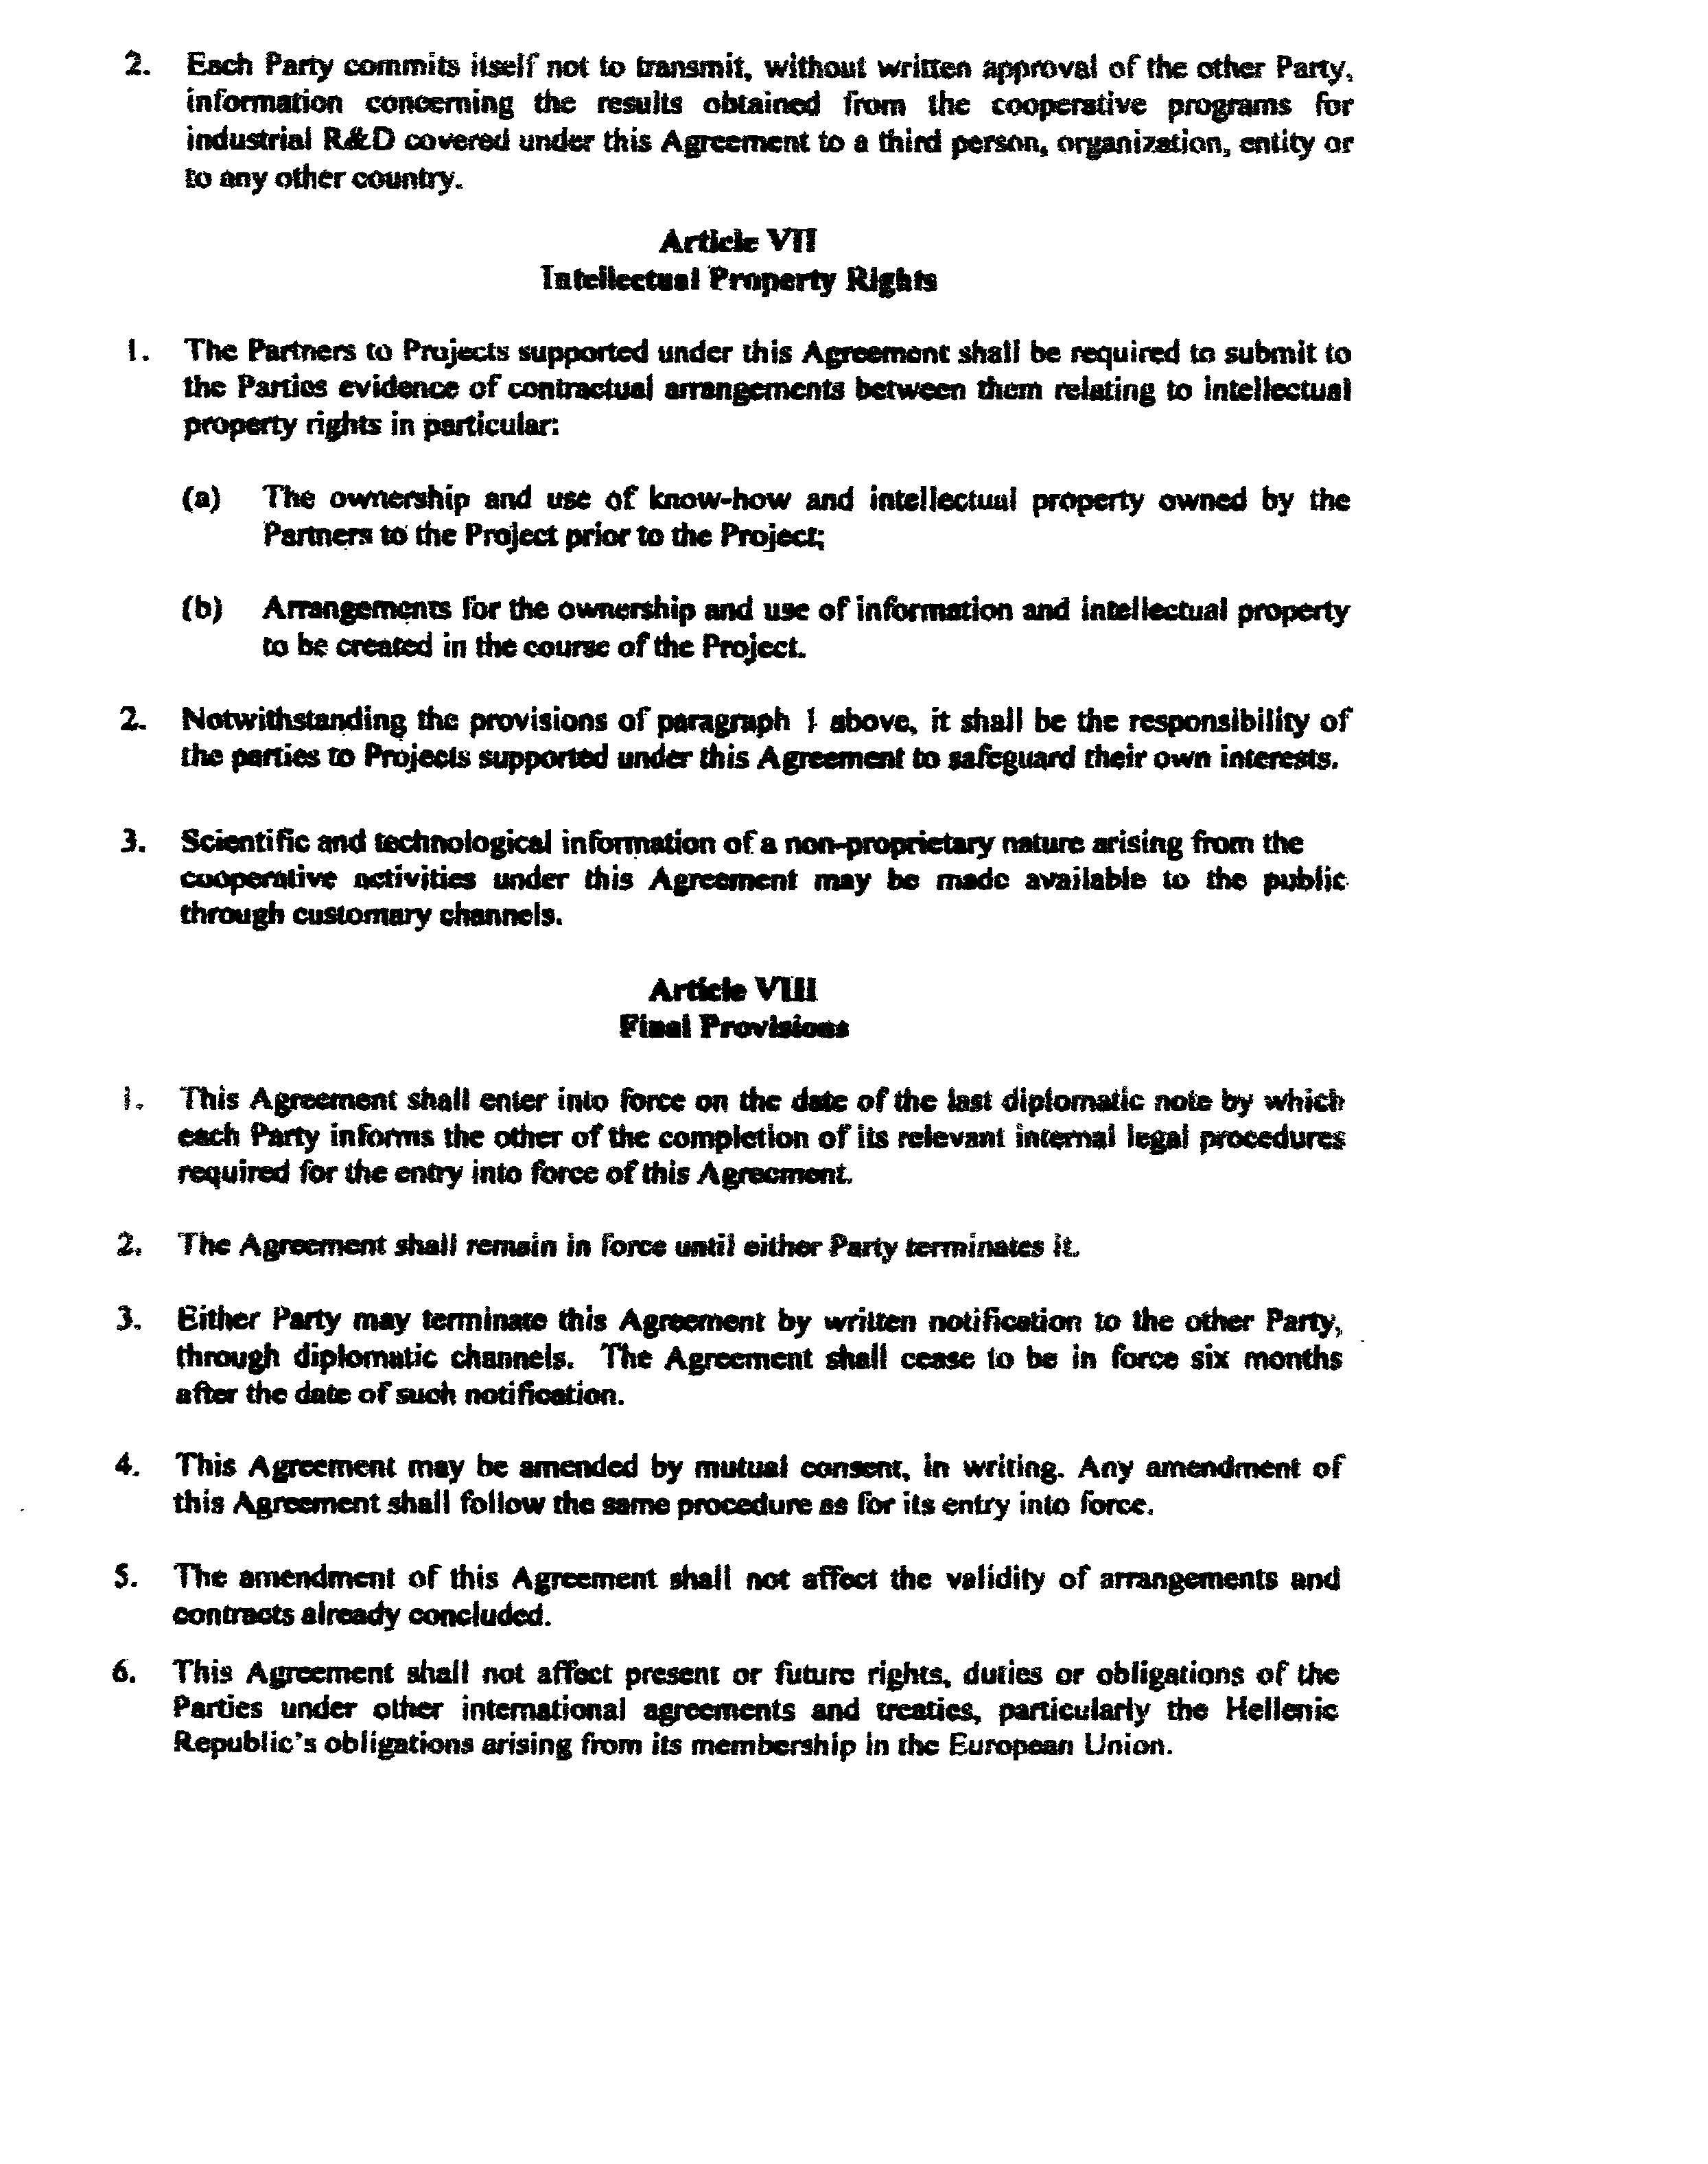 2. Each Party commits itself not to transmit, without written approval of the other Party,
information concerning the results obtained from the cooperative programs for
industrial R&D covered under this Agreement to a third person, organization, entity or
to any other country.
Article VII
Intellectual Property Rights
1. The Partners to Projects supported under this Agreement shall be required to submit to
the Parties evidence of contractual arrangements between them relating to intellectual
property rights in particular:
(a) The ownership and use of know-how and intellectual property owned by the
Partners to the Project prior to the Project;
(b) Arrangements for the ownership and use of information and intellectual property
to be created in the course of the Project.
2. Notwithstanding the provisions of paragraph 1 above, it shall be the responsibility of
the parties to Projects supported under this Agreement to safeguard their own interests.
3. Scientific and technological information of a non-proprietary nature arising from the
cooperative activities under this Agreement may be made available to the public
through customary channels.
Article VIII
Final Provisions
1. This Agreement shall enter into force on the date of the last diplomatic note by which
each Party informs the other of the completion of its relevant internal legal procedures
required for the entry into force of this Agreement.
2. The Agreement shall remain in force until either Party terminates it.
3. Either Party may terminate this Agreement by written notification to the other Party,
through diplomatic channels. The Agreement shall cease to be in force six months
after the date of such notification.
4. This Agreement may be amended by mutual consent, in writing. Any amendment of
this Agreement shall follow the same procedure as for its entry into force.
5. The amendment of this Agreement shall not affect the validity of arrangements and
contracts already concluded.
6. This Agreement shall not affect present or future rights, duties or obligations of the
Parties under other international agreements and treaties, particularly the Hellenic
Republic's obligations arising from its membership in the European Union.